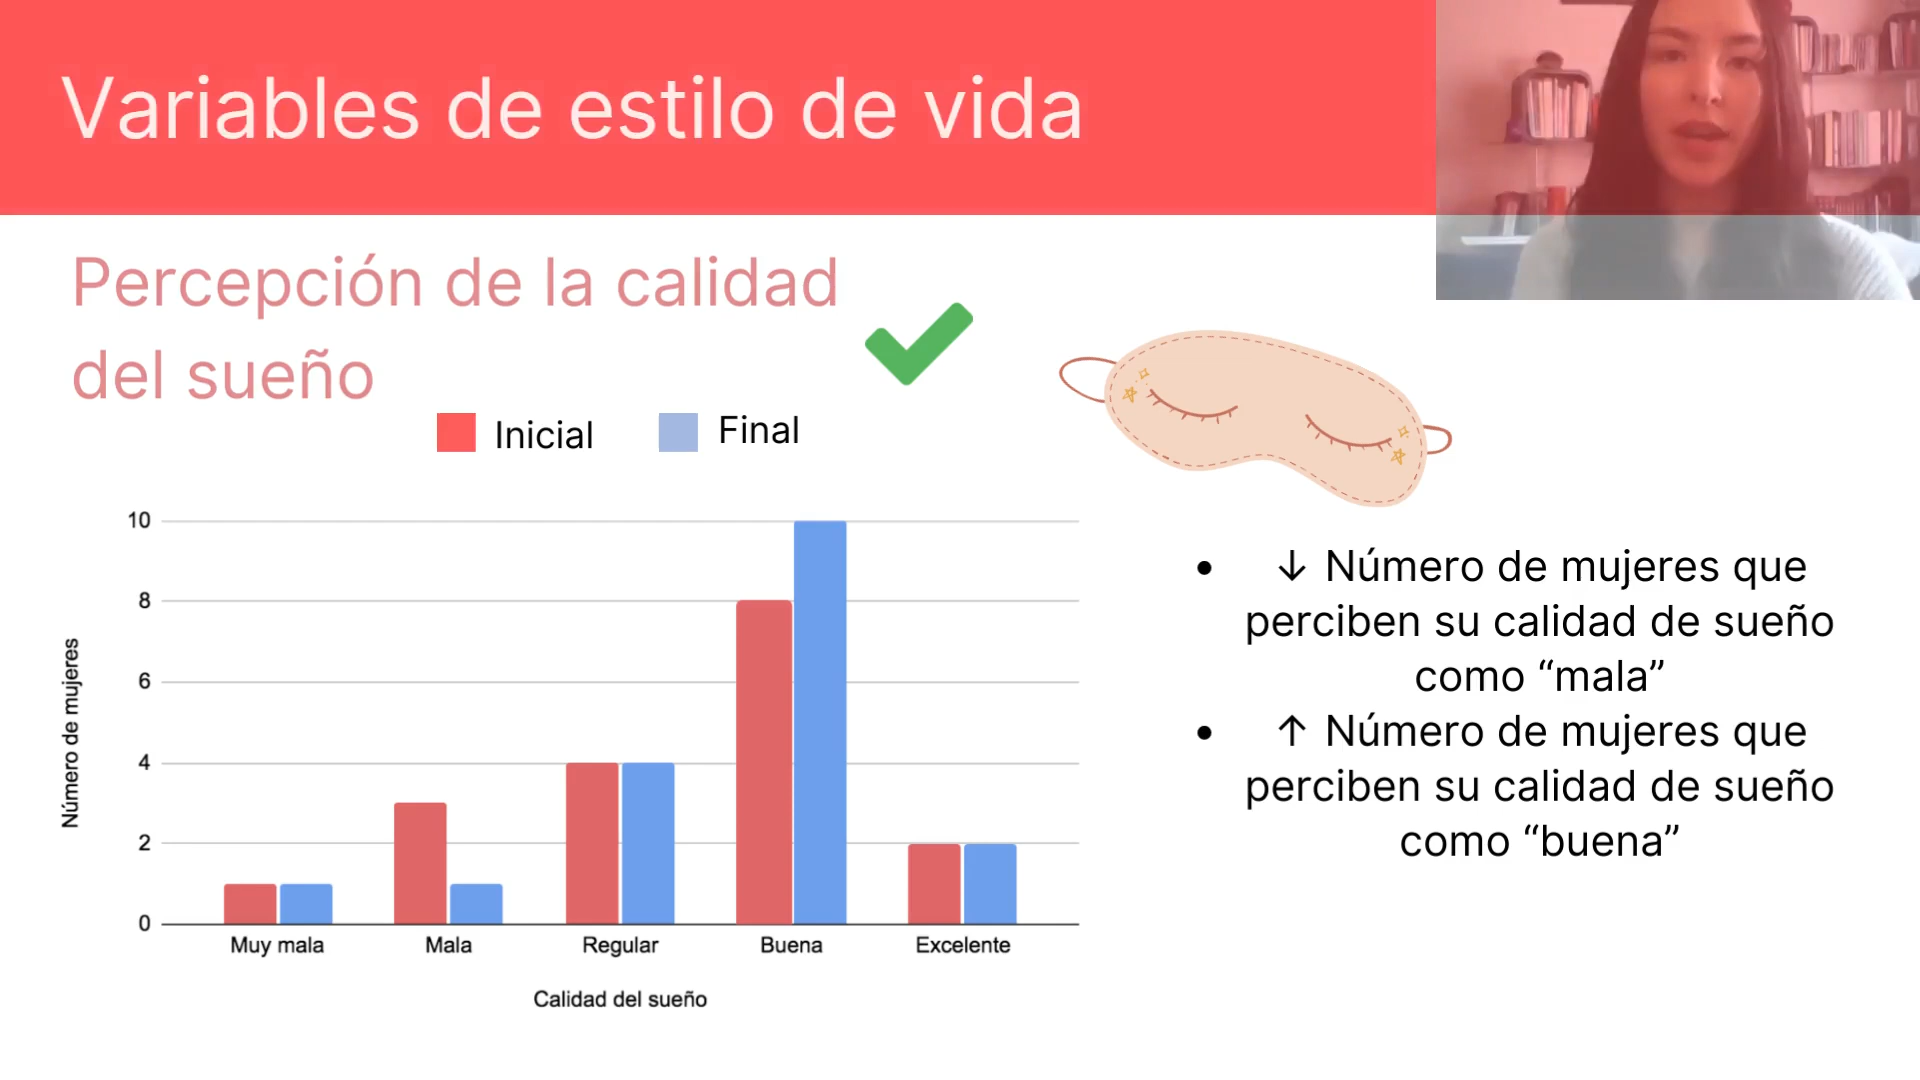 Variables de estilo de vida
Percepción de la calidad
del sueño
Inicial
Final
10
8
6
4
2
0
Número de mujeres
Muy mala
Mala
Regular
Buena
Excelente
Calidad del sueño
• ↓ Número de mujeres que
perciben su calidad de sueño
como “mala”
• ↑ Número de mujeres que
perciben su calidad de sueño
como “buena”